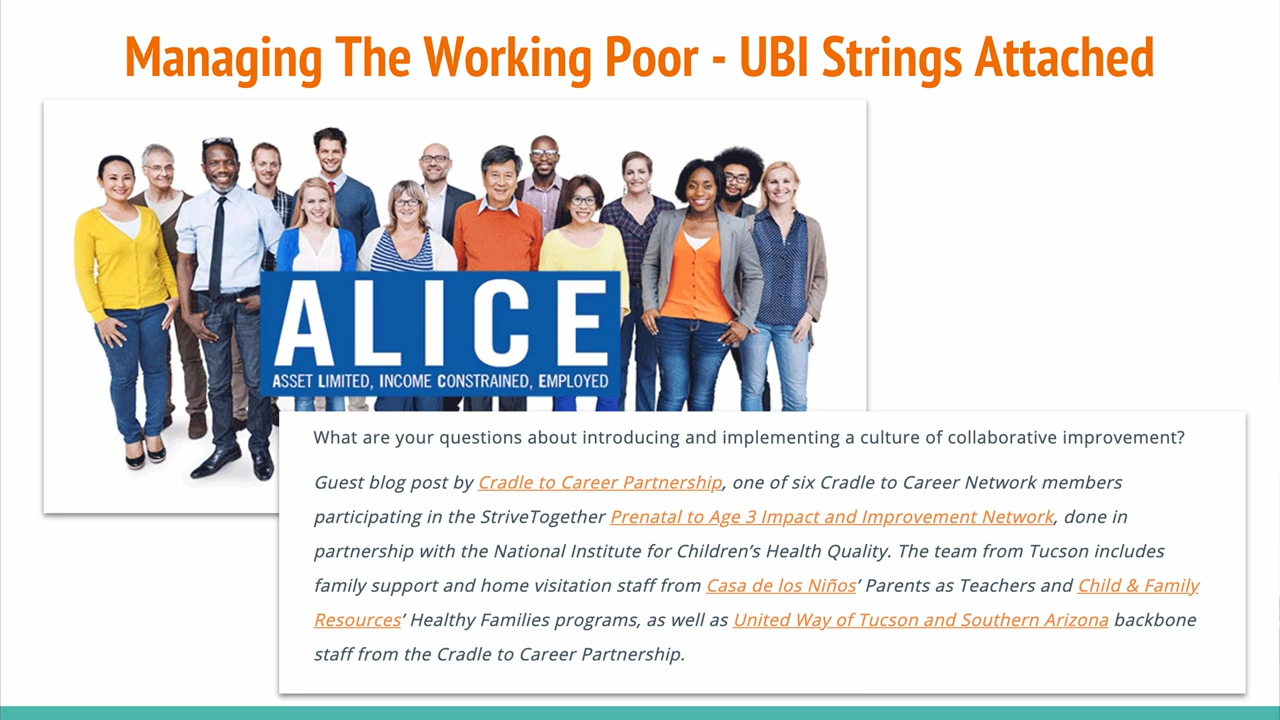 Managing The Working Poor - UBI Strings Attached
ALICE
ASSET LIMITED, INCOME CONSTRAINED, EMPLOYED
What are your questions about introducing and implementing a culture of collaborative improvement?
Guest blog post by Cradle to Career Partnership, one of six Cradle to Career Network members
participating in the StriveTogether Prenatal to Age 3 Impact and Improvement Network, done in
partnership with the National Institute for Children’s Health Quality. The team from Tucson includes
family support and home visitation staff from Casa de los Niños’ Parents as Teachers and Child & Family
Resources’ Healthy Families programs, as well as United Way of Tucson and Southern Arizona backbone
staff from the Cradle to Career Partnership.